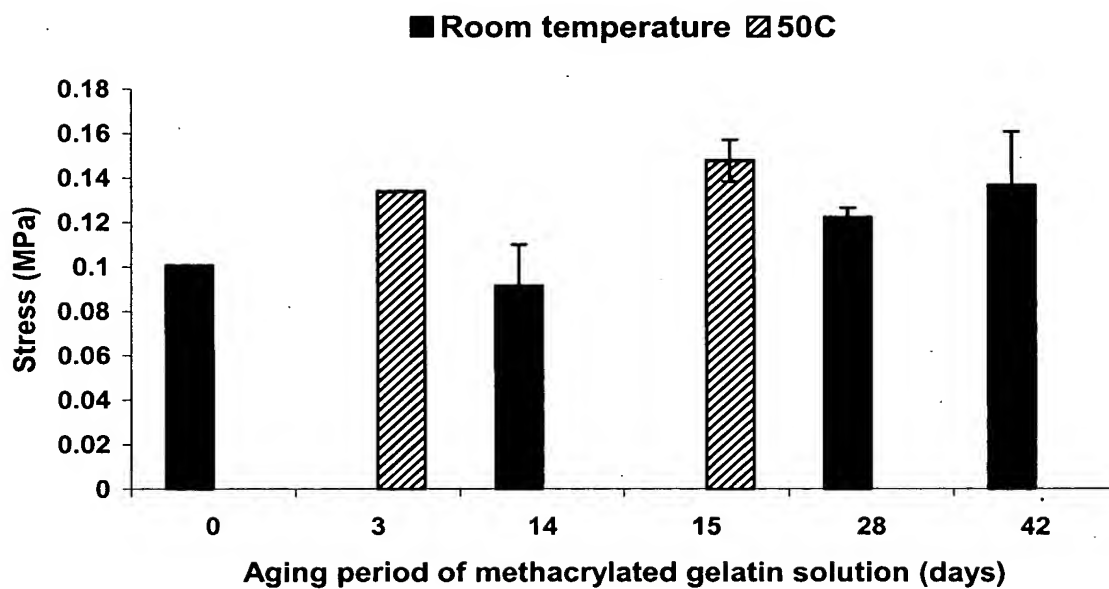 Room temperature 50C
0.18
0.16
0.14
0.12
0.1
0.08
0.06
0.04
0.02
0
Stress (MPa)
0 3 14 15 28 42
Aging period of methacrylated gelatin solution (days)